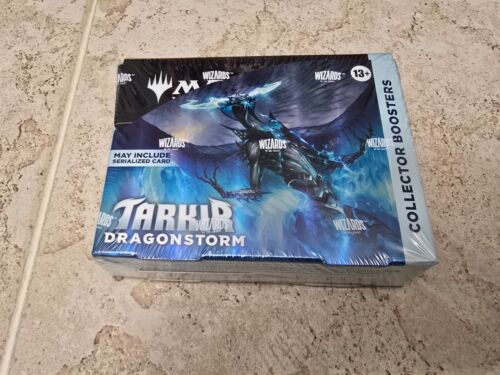 M
13+
WIZARDS
WIZARDS
WIZARDS
WIZARDS
WIZARDS
MAY INCLUDE
SERIALIZED CARD
WIZARDS
TARKIR
DRAGONSTORM
COLLECTOR BOOSTERS